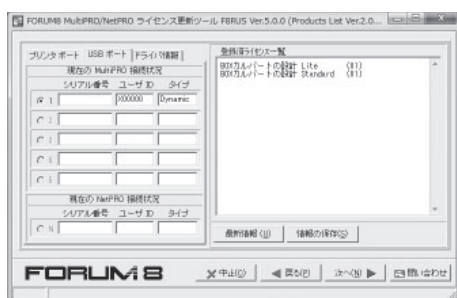 FORUM8 MultiPRO/NetPRO ライセンス更新ツール F8RUS Ver.5.0.0 (Products List Ver.2.0...
プリンタポート USBポート ドライバ情報
現在の MultiPRO 接続状況
シリアル番号 ユーザID タイプ
1 X00000 Dynamic
2
3
4
5
現在の NetPRO 接続状況
シリアル番号 ユーザID タイプ
N
登録済ライセンス一覧
BOXカルバートの設計 Lite (#1)
BOXカルバートの設計 Standard (#1)
最新情報(U) 情報の保存(S)
FORUM8
中止(C) 戻る(P) 次へ(N) 問い合わせ